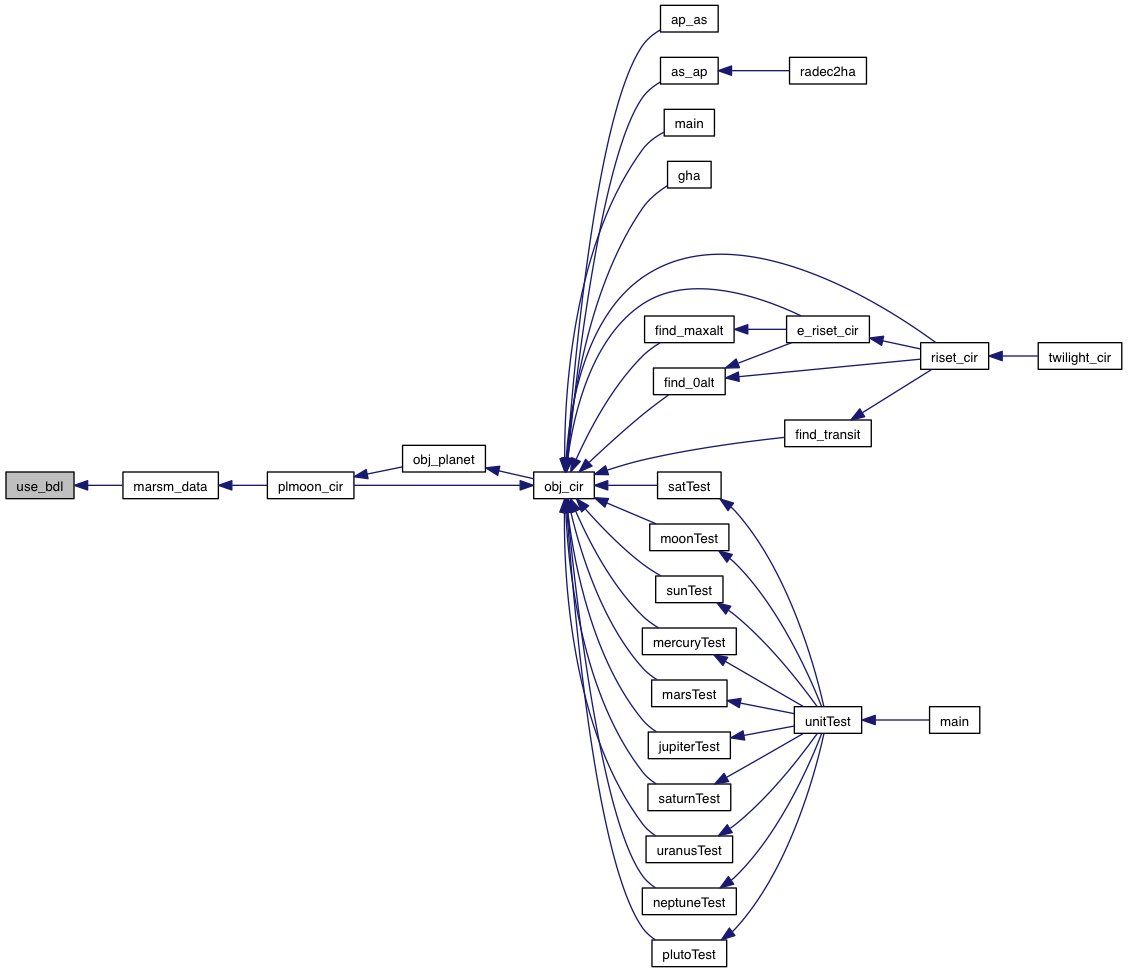 ap_as
as_ap
radec2ha
main
gha
find_maxalt
e_riset_cir
riset_cir
twilight_cir
find_0alt
find_transit
obj_planet
use_bdl
marsm_data
plmoon_cir
obj_cir
satTest
moonTest
sunTest
mercuryTest
marsTest
unitTest
main
jupiterTest
saturnTest
uranusTest
neptuneTest
plutoTest